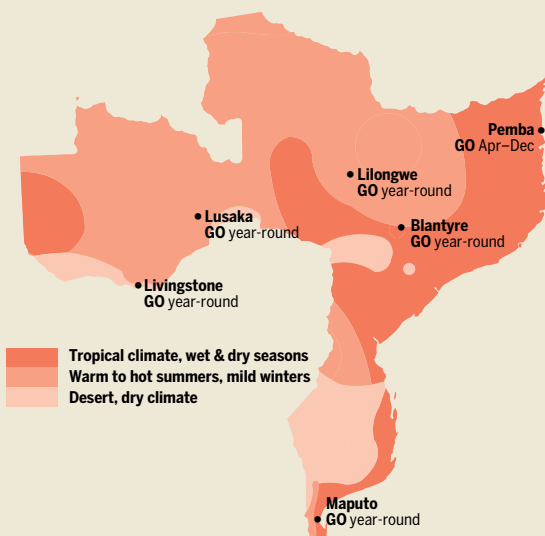 Pemba
GO Apr–Dec
Lilongwe
GO year-round
Lusaka
GO year-round
Blantyre
GO year-round
Livingstone
GO year-round
Tropical climate, wet & dry seasons
Warm to hot summers, mild winters
Desert, dry climate
Maputo
GO year-round